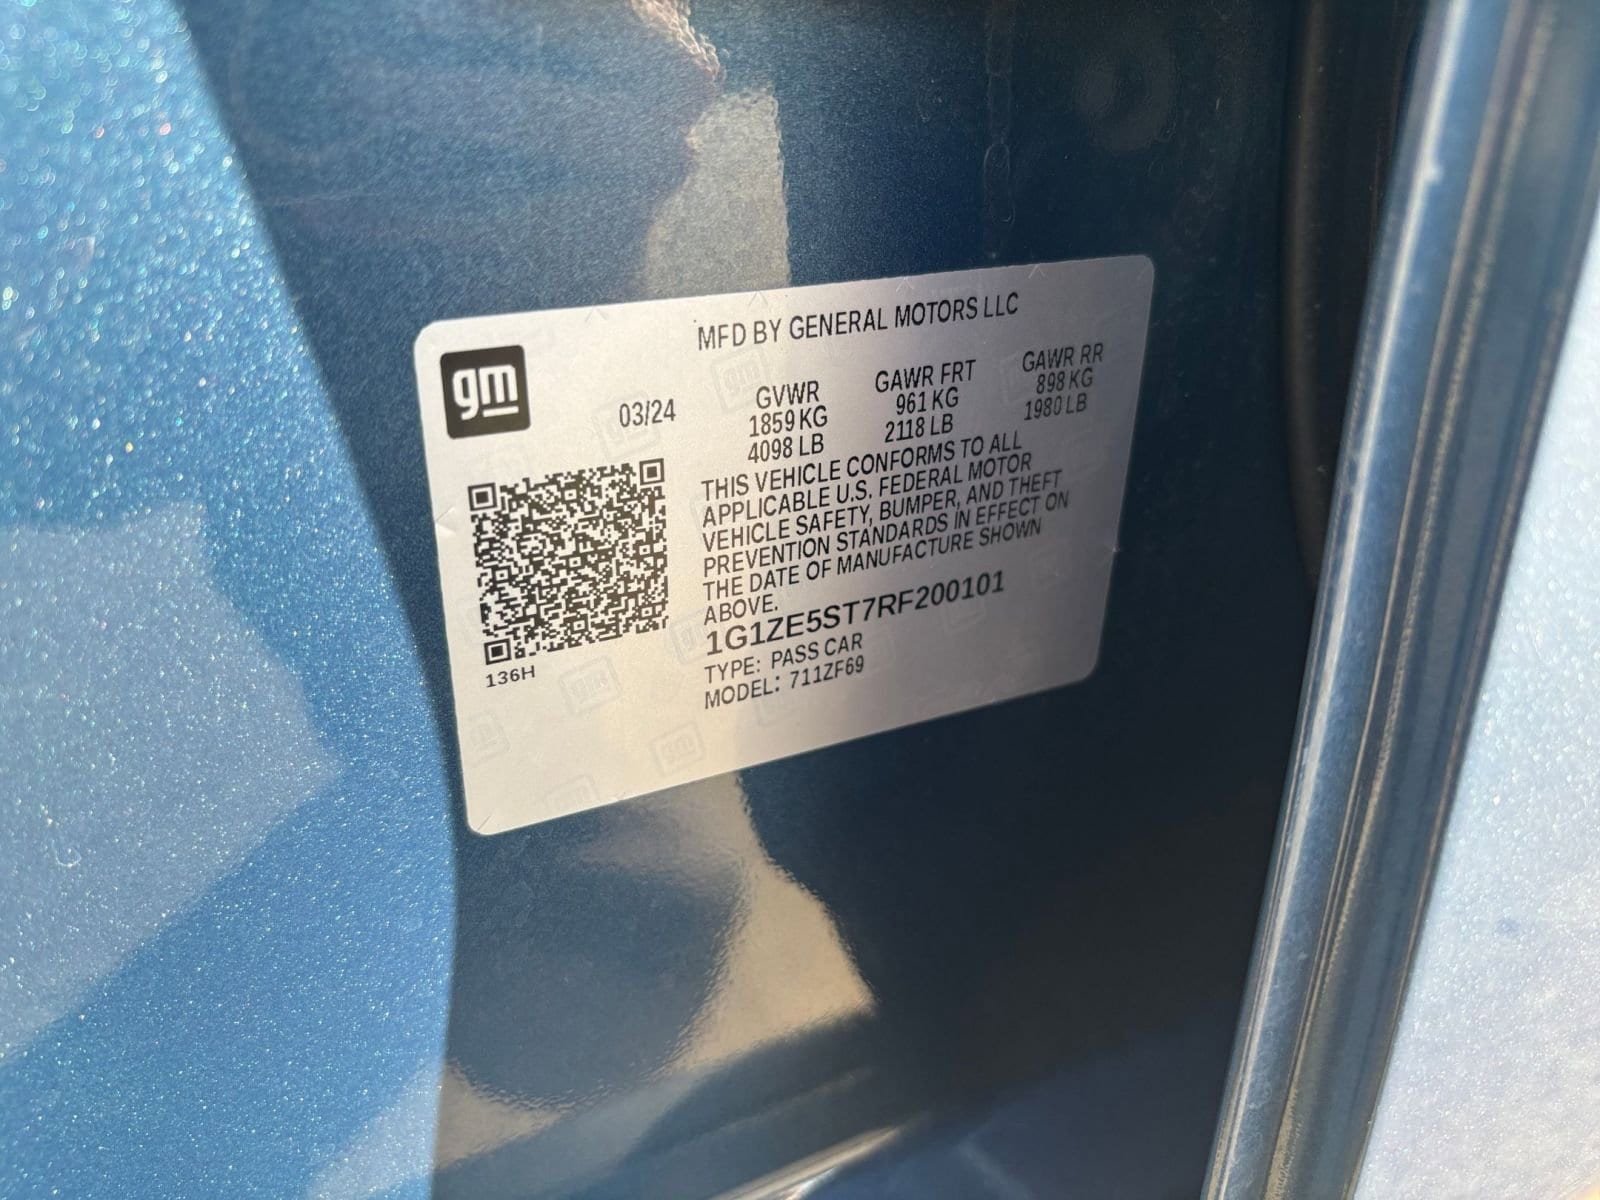 MFD BY GENERAL MOTORS LLC
gm
03/24
GVWR
1859 KG
4098 LB
GAWR FRT
961 KG
2118 LB
GAWR RR
898 KG
1980 LB
THIS VEHICLE CONFORMS TO ALL
APPLICABLE U.S. FEDERAL MOTOR
VEHICLE SAFETY, BUMPER, AND THEFT
PREVENTION STANDARDS IN EFFECT ON
THE DATE OF MANUFACTURE SHOWN
ABOVE.
1G1ZE5ST7RF200101
TYPE: PASS CAR
MODEL: 711ZF69
136H